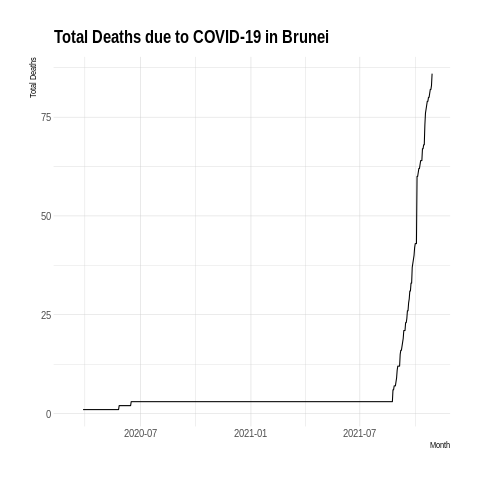 Total Deaths due to COVID-19 in Brunei
Total Deaths
75
50
25
0
2020-07
2021-01
2021-07
Month